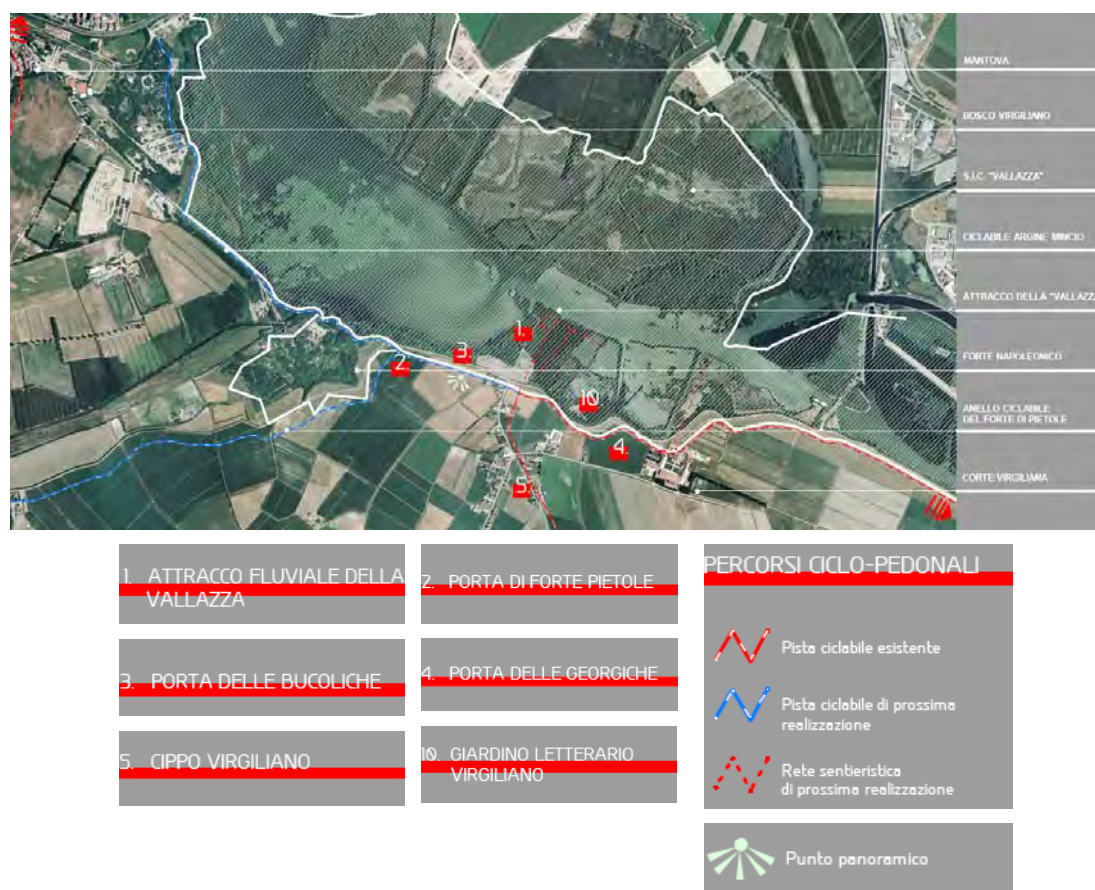 MANTOVA
BOSCO VIRGILIANO
S.I.C. "VALLAZZA"
CICLABILE ARGINE MINCIO
ATTRACCO DELLA "VALLAZZ
FORTE NAPOLEONICO
ANELLO CICLABILE
DEL FORTE DI PIETOLE
CORTE VIRGILIANA
1.
3.
2.
10
4.
5.
1. ATTRACCO FLUVIALE DELLA
VALLAZZA
2. PORTA DI FORTE PIETOLE
3. PORTA DELLE BUCOLICHE
4. PORTA DELLE GEORGICHE
5. CIPPO VIRGILIANO
10. GIARDINO LETTERARIO
VIRGILIANO
PERCORSI CICLO-PEDONALI
Pista ciclabile esistente
Pista ciclabile di prossima
realizzazione
Rete sentieristica
di prossima realizzazione
Punto panoramico